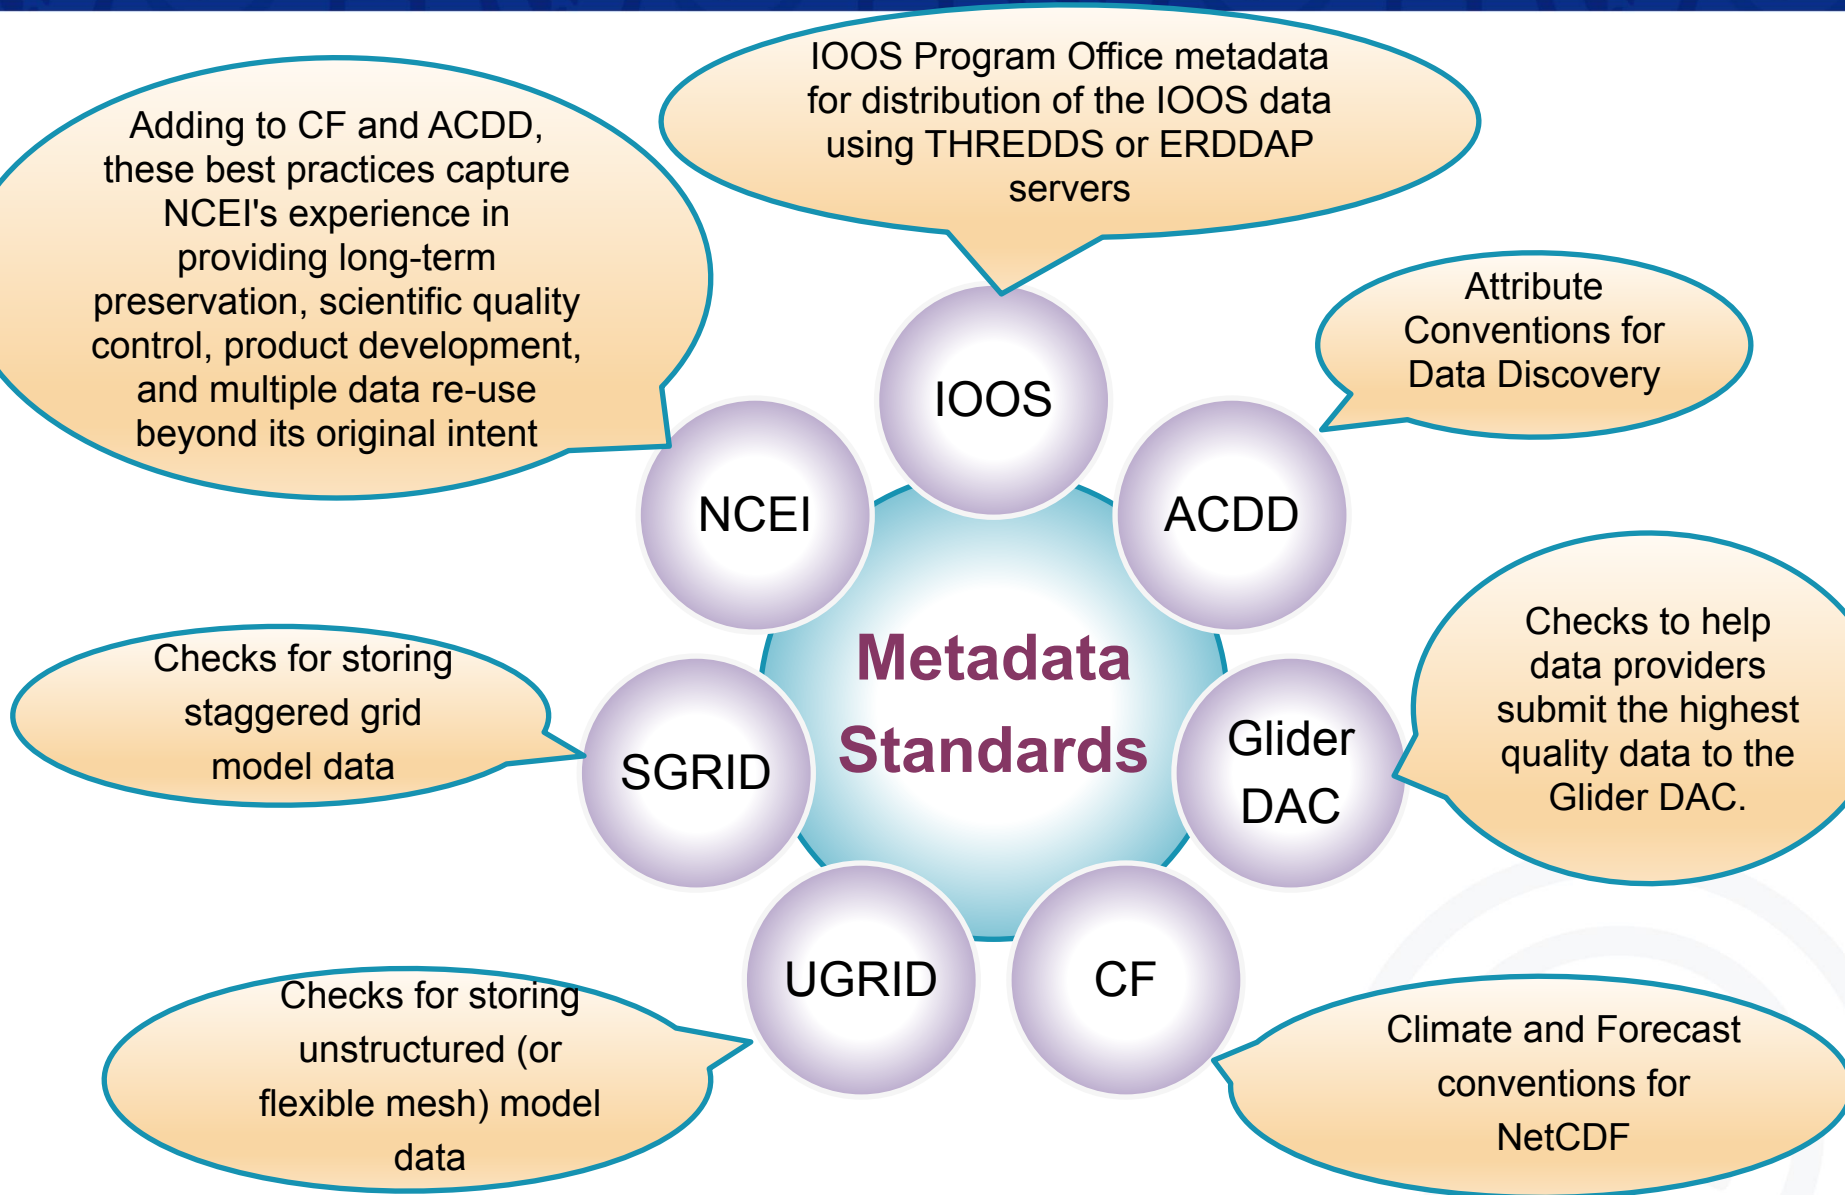 IOOS Program Office metadata
for distribution of the IOOS data
using THREDDS or ERDDAP
servers
Adding to CF and ACDD,
these best practices capture
NCEI's experience in
providing long-term
preservation, scientific quality
control, product development,
and multiple data re-use
beyond its original intent
Attribute
Conventions for
Data Discovery
IOOS
NCEI
ACDD
Metadata
Standards
Checks to help
data providers
submit the highest
quality data to the
Glider DAC.
Checks for storing
staggered grid
model data
SGRID
Glider
DAC
UGRID
CF
Checks for storing
unstructured (or
flexible mesh) model
data
Climate and Forecast
conventions for
NetCDF